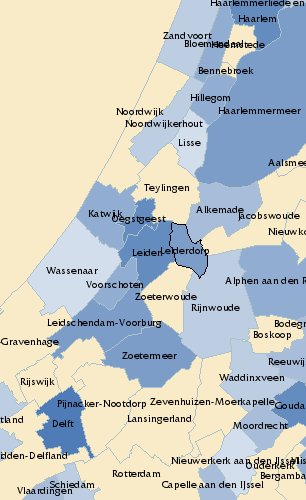 Haarlemmerliede en
Haarlem
Zandvoort
Bloemendaal
Heemstede
Bennebroek
Hillegom
Haarlemmermeer
Noordwijk
Noordwijkerhout
Lisse
Aalsme
Teylingen
Katwijk
Oegstgeest
Alkemade
Jacobswoude
Nieuwko
Leiden
Leiderdorp
Wassenaar
Voorschoten
Alphen aan den R
Zoeterwoude
Rijnwoude
Leidschendam-Voorburg
Bodegr
Boskoop
-Gravenhage
Zoetermeer
Reeuwij
Rijswijk
Waddinxveen
Pijnacker-Nootdorp
Zevenhuizen-Moerkapelle
Gouda
Lansingerland
tland
Delft
Moordrecht
idden-Delfland
Nieuwerkerk aan den IJssel
Ouderkerk
Rotterdam
Bergamba
Schiedam
Capelle aan den IJssel
Vlaardingen